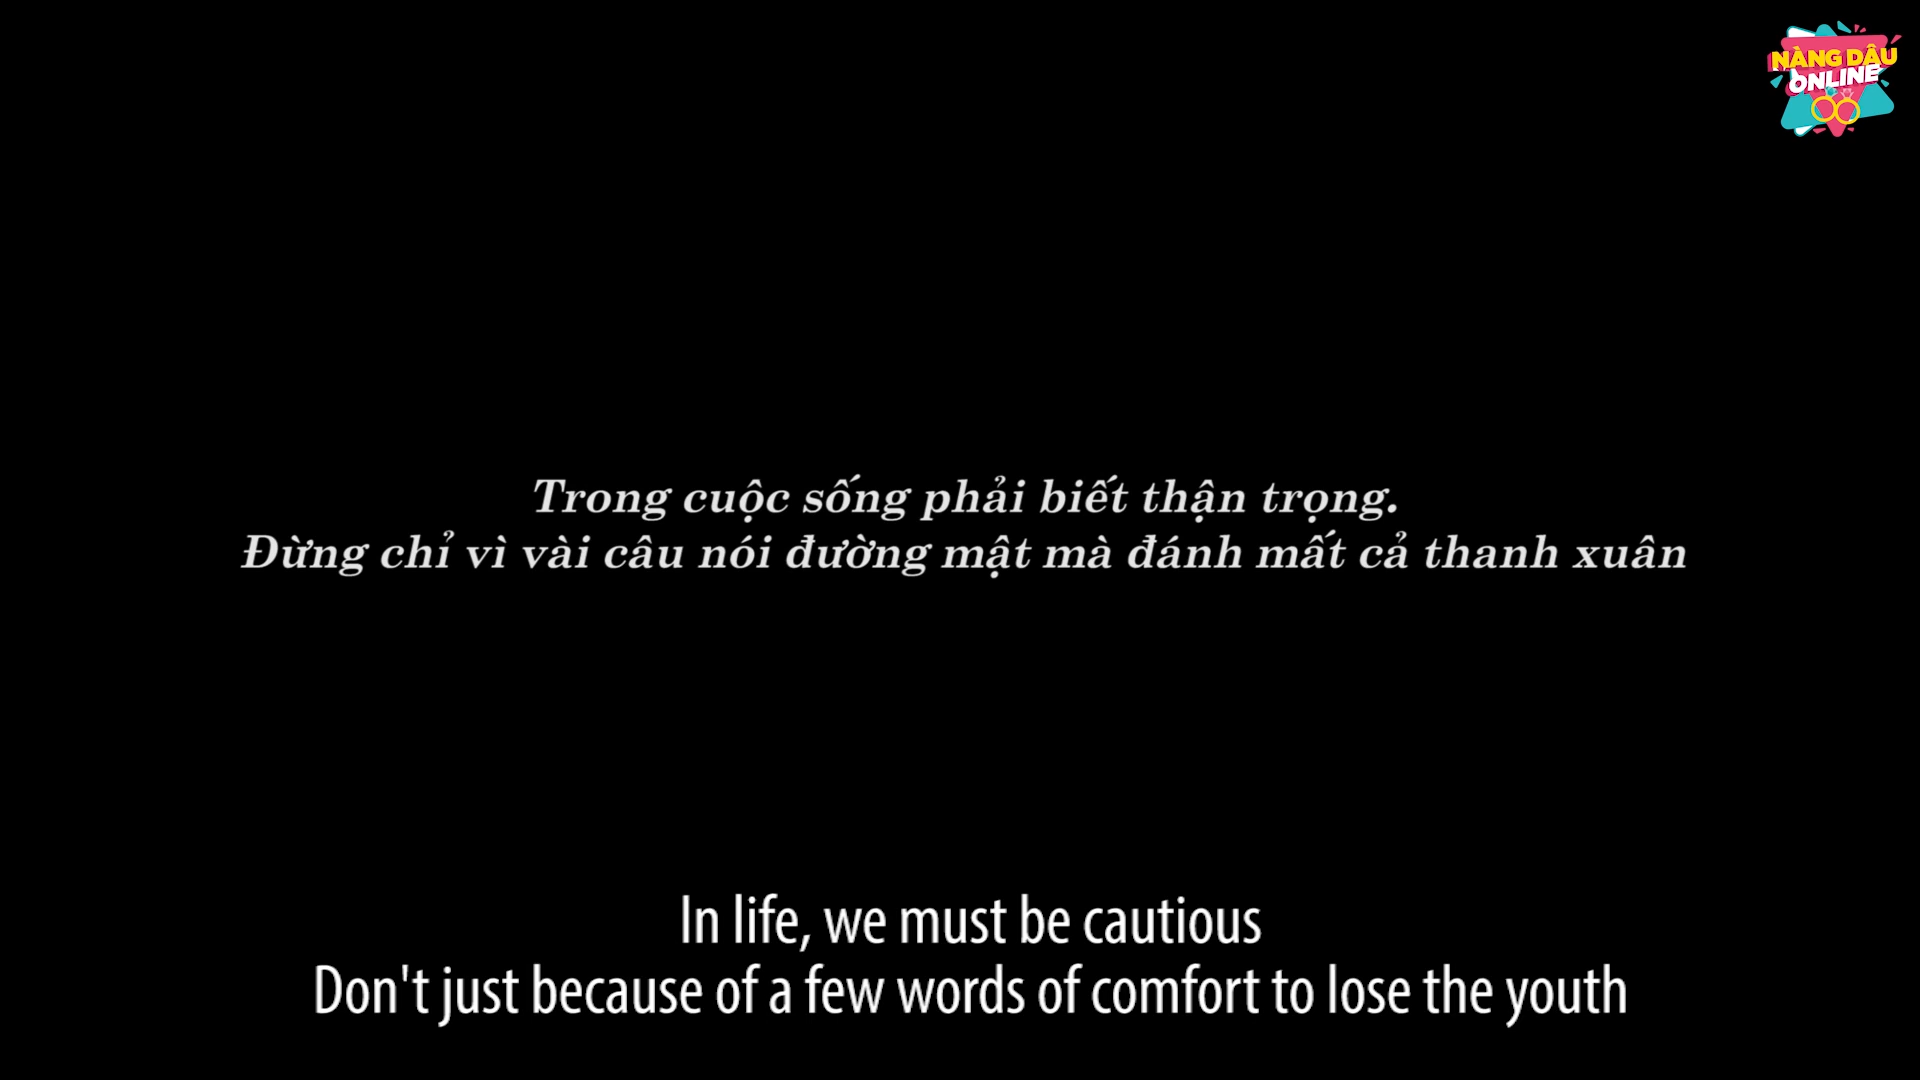 NÀNG DÂU
ONLINE
Trong cuộc sống phải biết thận trọng.
Đừng chỉ vì vài câu nói đường mật mà đánh mất cả thanh xuân
In life, we must be cautious
Don't just because of a few words of comfort to lose the youth